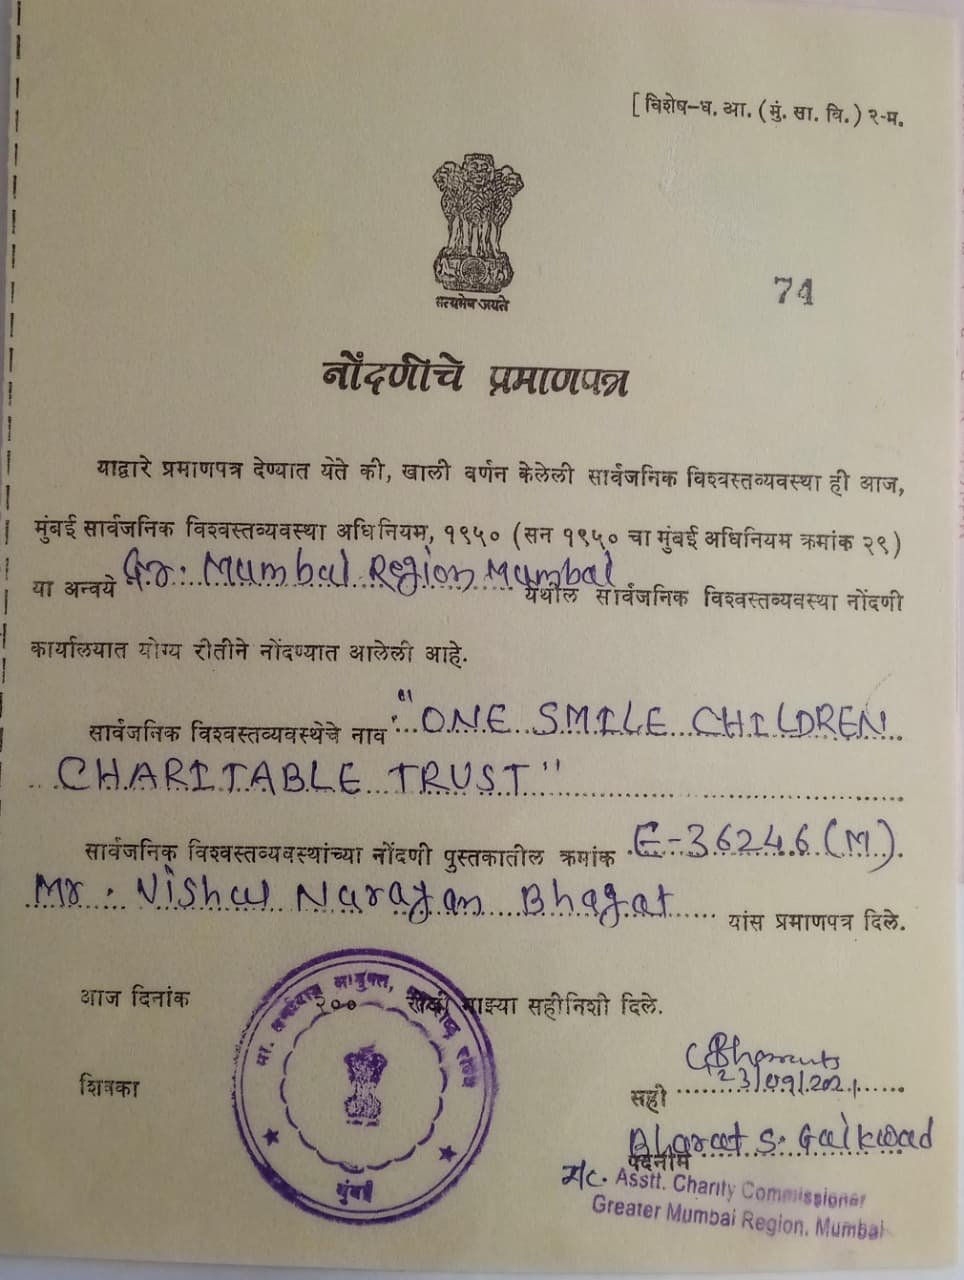 [विशेष-ध. आ. (मुं. सा. वि.) २-म.
सत्यमेव जयते
74
नोंदणीचे प्रमाणपत्र
याद्वारे प्रमाणपत्र देण्यात येते की, खाली वर्णन केलेली सार्वजनिक विश्वस्तव्यवस्था ही आज,
मुंबई सार्वजनिक विश्वस्तव्यवस्था अधिनियम, १९५० (सन १९५० चा मुंबई अधिनियम क्रमांक २९)
या अन्वये Gr. Mumbai Region Mumbai येथील सार्वजनिक विश्वस्तव्यवस्था नोंदणी
कार्यालयात योग्य रीतीने नोंदण्यात आलेली आहे.
सार्वजनिक विश्वस्तव्यवस्थेचे नाव "ONE SMILE CHILDREN
CHARITABLE TRUST"
सार्वजनिक विश्वस्तव्यवस्थांच्या नोंदणी पुस्तकातील क्रमांक E-36246 (M)
Mr. Vishal Narayan Bhagat यांस प्रमाणपत्र दिले.
आज दिनांक २०० रोजी माझ्या सहीनिशी दिले.
शिक्का
मुंबई
23/09/2021
सही
Bharat S. Gaikwad
पदनाम
I/C. Asstt. Charity Commissioner
Greater Mumbai Region, Mumbai